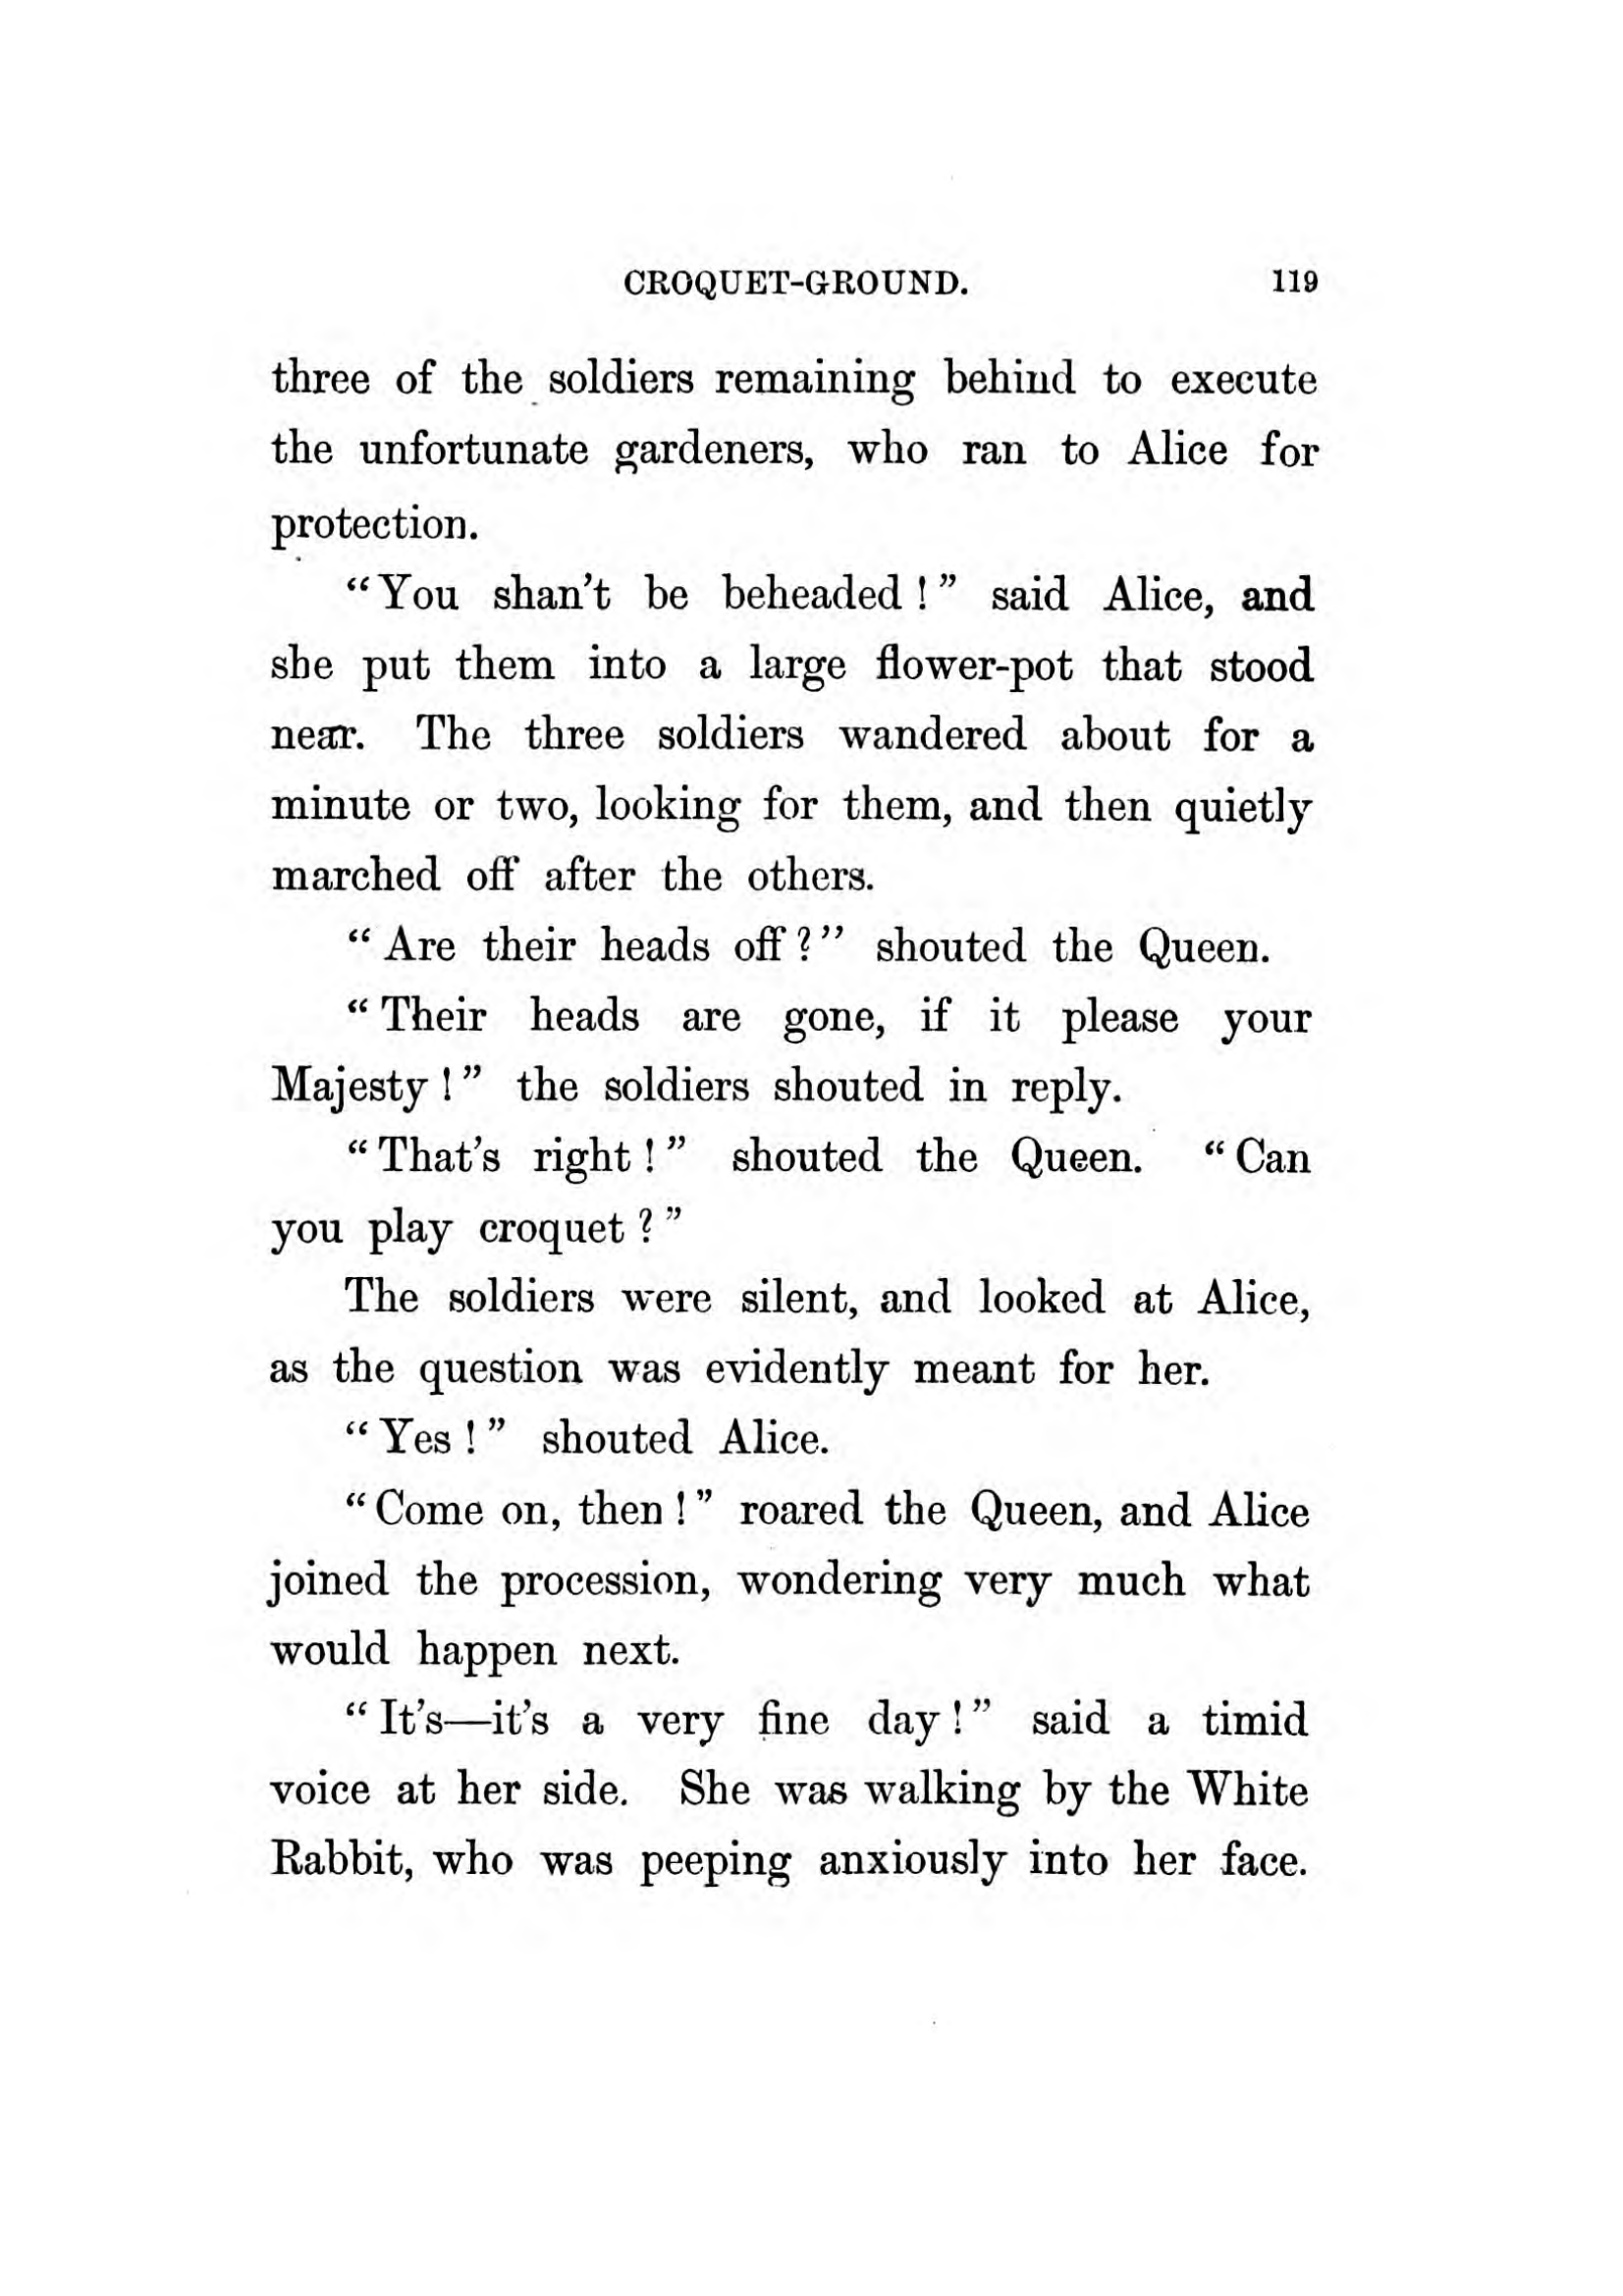 CROQUET-GROUND. 119
three of the soldiers remaining behind to execute
the unfortunate gardeners, who ran to Alice for
protection.
“You shan’t be beheaded!” said Alice, and
she put them into a large flower-pot that stood
near. The three soldiers wandered about for a
minute or two, looking for them, and then quietly
marched off after the others.
“Are their heads off?” shouted the Queen.
“Their heads are gone, if it please your
Majesty!” the soldiers shouted in reply.
“That’s right!” shouted the Queen. “Can
you play croquet?”
The soldiers were silent, and looked at Alice,
as the question was evidently meant for her.
“Yes!” shouted Alice.
“Come on, then!” roared the Queen, and Alice
joined the procession, wondering very much what
would happen next.
“It’s—it’s a very fine day!” said a timid
voice at her side. She was walking by the White
Rabbit, who was peeping anxiously into her face.